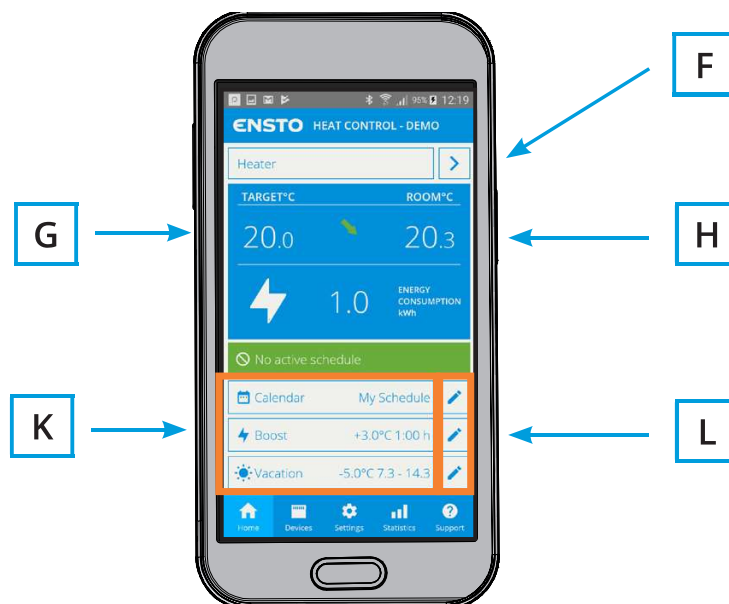 F
95% 12:19
ENSTO HEAT CONTROL - DEMO
Heater
TARGET°C ROOM°C
G
20.0 20.3
H
1.0 ENERGY
CONSUMPTION
kWh
No active schedule
Calendar My Schedule
K
Boost +3.0°C 1:00 h
L
Vacation -5.0°C 7.3 - 14.3
Home Devices Settings Statistics Support